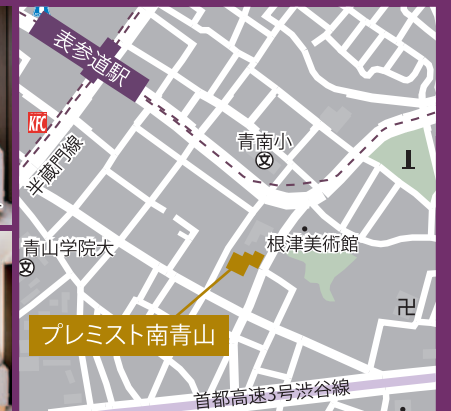 表参道駅
KFC
半蔵門線
青南小
文
青山学院大
文
根津美術館
プレミスト南青山
首都高速3号渋谷線